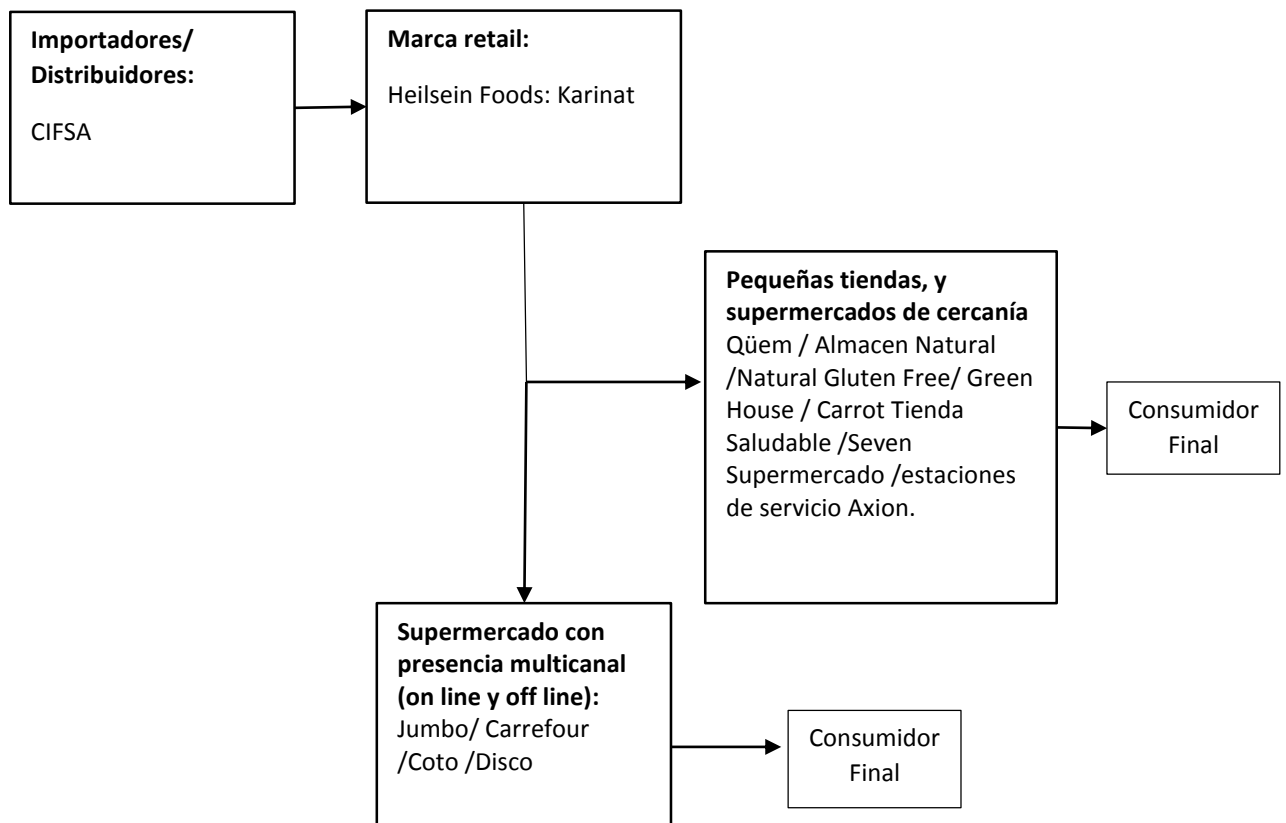 Importadores/
Distribuidores:
CIFSA
Marca retail:
Heilsein Foods: Karinat
Pequeñas tiendas, y
supermercados de cercanía
Qüem / Almacen Natural
/Natural Gluten Free/ Green
House / Carrot Tienda
Saludable /Seven
Supermercado /estaciones
de servicio Axion.
Consumidor
Final
Supermercado con
presencia multicanal
(on line y off line):
Jumbo/ Carrefour
/Coto /Disco
Consumidor
Final